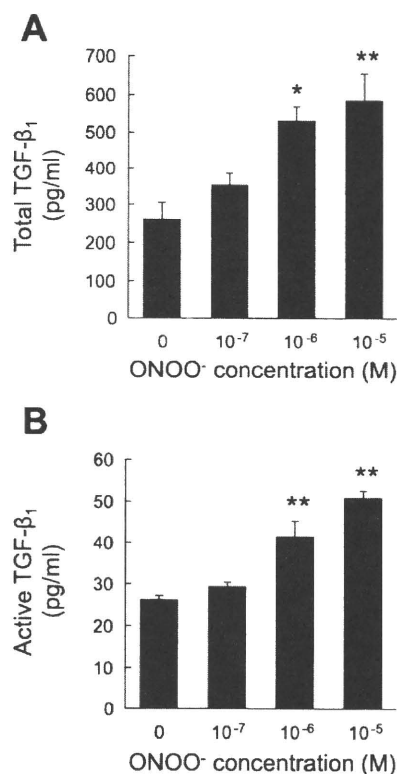 A
Total TGF-β₁
(pg/ml)
700
600
500
400
300
200
100
0
*
**
0 10⁻⁷ 10⁻⁶ 10⁻⁵
ONOO⁻ concentration (M)
B
Active TGF-β₁
(pg/ml)
60
50
40
30
20
10
0
**
**
0 10⁻⁷ 10⁻⁶ 10⁻⁵
ONOO⁻ concentration (M)